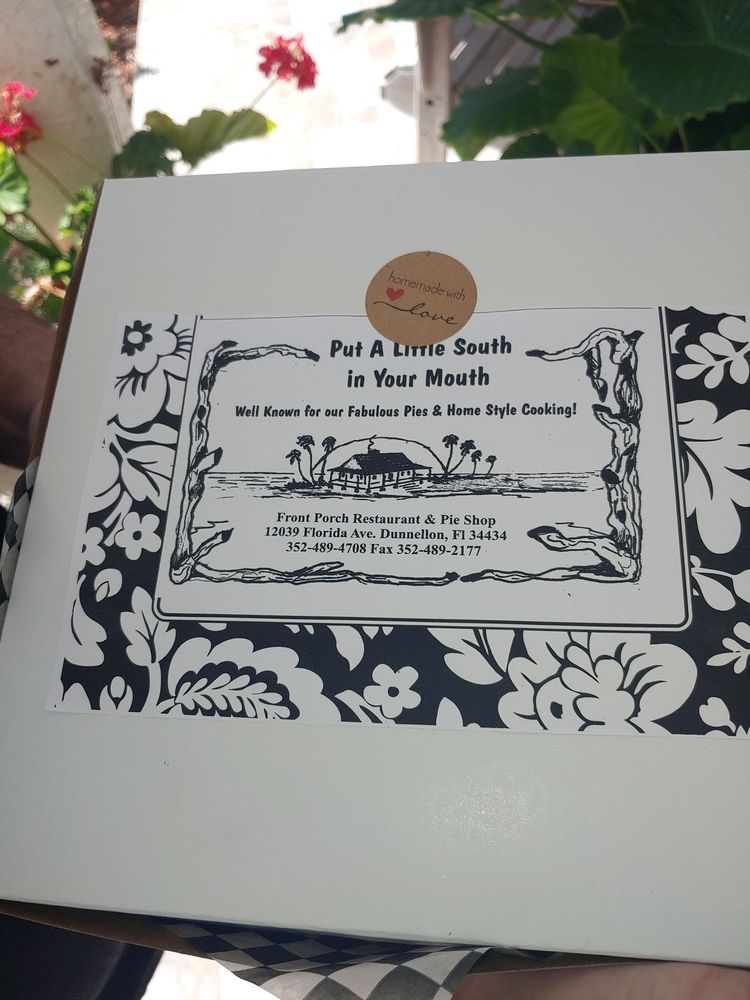 homemade with
love
Put A Little South
in Your Mouth
Well Known for our Fabulous Pies & Home Style Cooking!
Front Porch Restaurant & Pie Shop
12039 Florida Ave. Dunnellon, Fl 34434
352-489-4708 Fax 352-489-2177